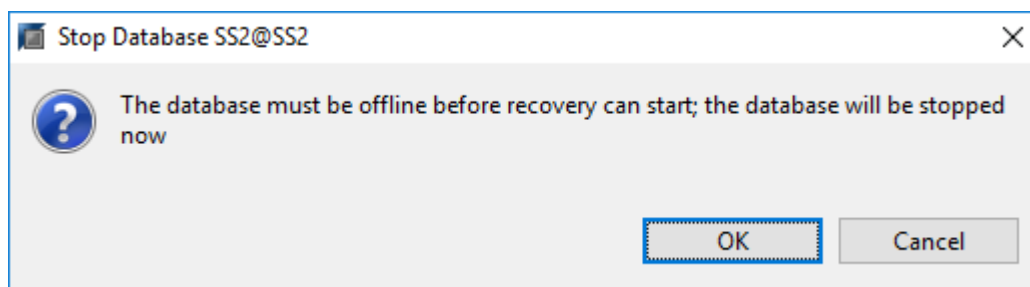 Stop Database SS2@SS2
The database must be offline before recovery can start; the database will be stopped
now
OK
Cancel